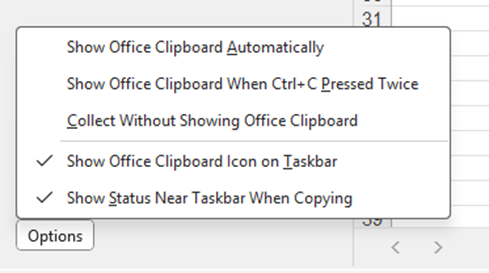 31
Show Office Clipboard Automatically
Show Office Clipboard When Ctrl+C Pressed Twice
Collect Without Showing Office Clipboard
Show Office Clipboard Icon on Taskbar
Show Status Near Taskbar When Copying
Options